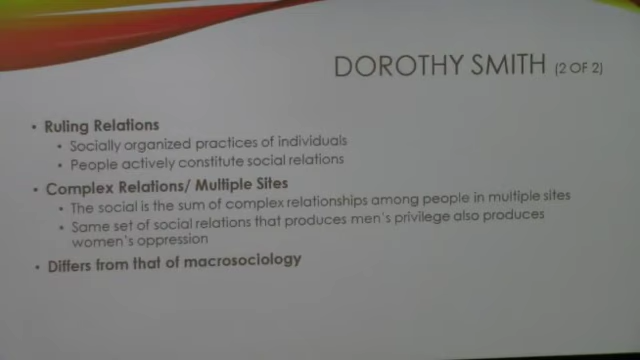 DOROTHY SMITH (2 OF 2)
• Ruling Relations
• Socially organized practices of individuals
• People actively constitute social relations
• Complex Relations/ Multiple Sites
• The social is the sum of complex relationships among people in multiple sites
• Same set of social relations that produces men's privilege also produces
women's oppression
• Differs from that of macrosociology